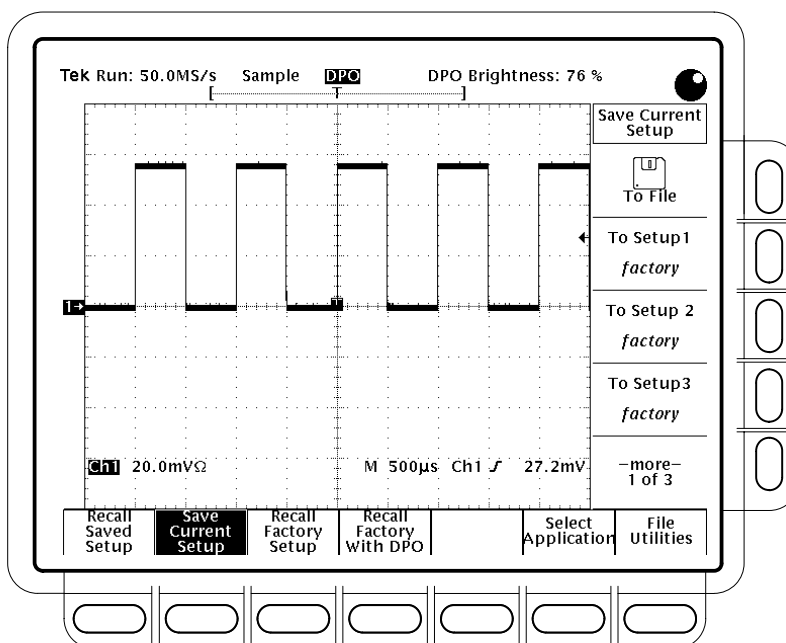 Tek Run: 50.0MS/s Sample DPO DPO Brightness: 76 %
[ T ]
Save Current
Setup
To File
To Setup1
factory
1
T
To Setup 2
factory
To Setup3
factory
Ch1 20.0mVΩ M 500µs Ch1 27.2mV
–more–
1 of 3
Recall
Saved
Setup
Save
Current
Setup
Recall
Factory
Setup
Recall
Factory
With DPO
Select
Application
File
Utilities